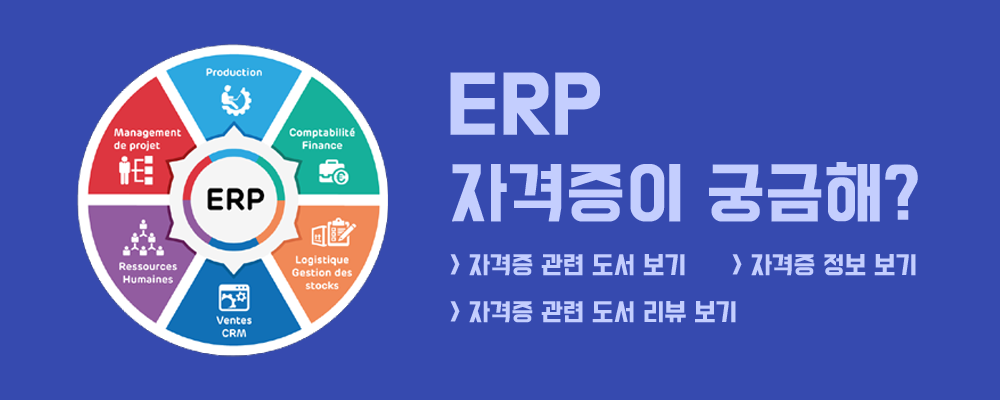 Production
Management
de projet
Comptabilité
Finance
ERP
Ressources
Humaines
Logistique
Gestion des
stocks
Ventes
CRM
ERP
자격증이 궁금해?
> 자격증 관련 도서 보기 > 자격증 정보 보기
> 자격증 관련 도서 리뷰 보기